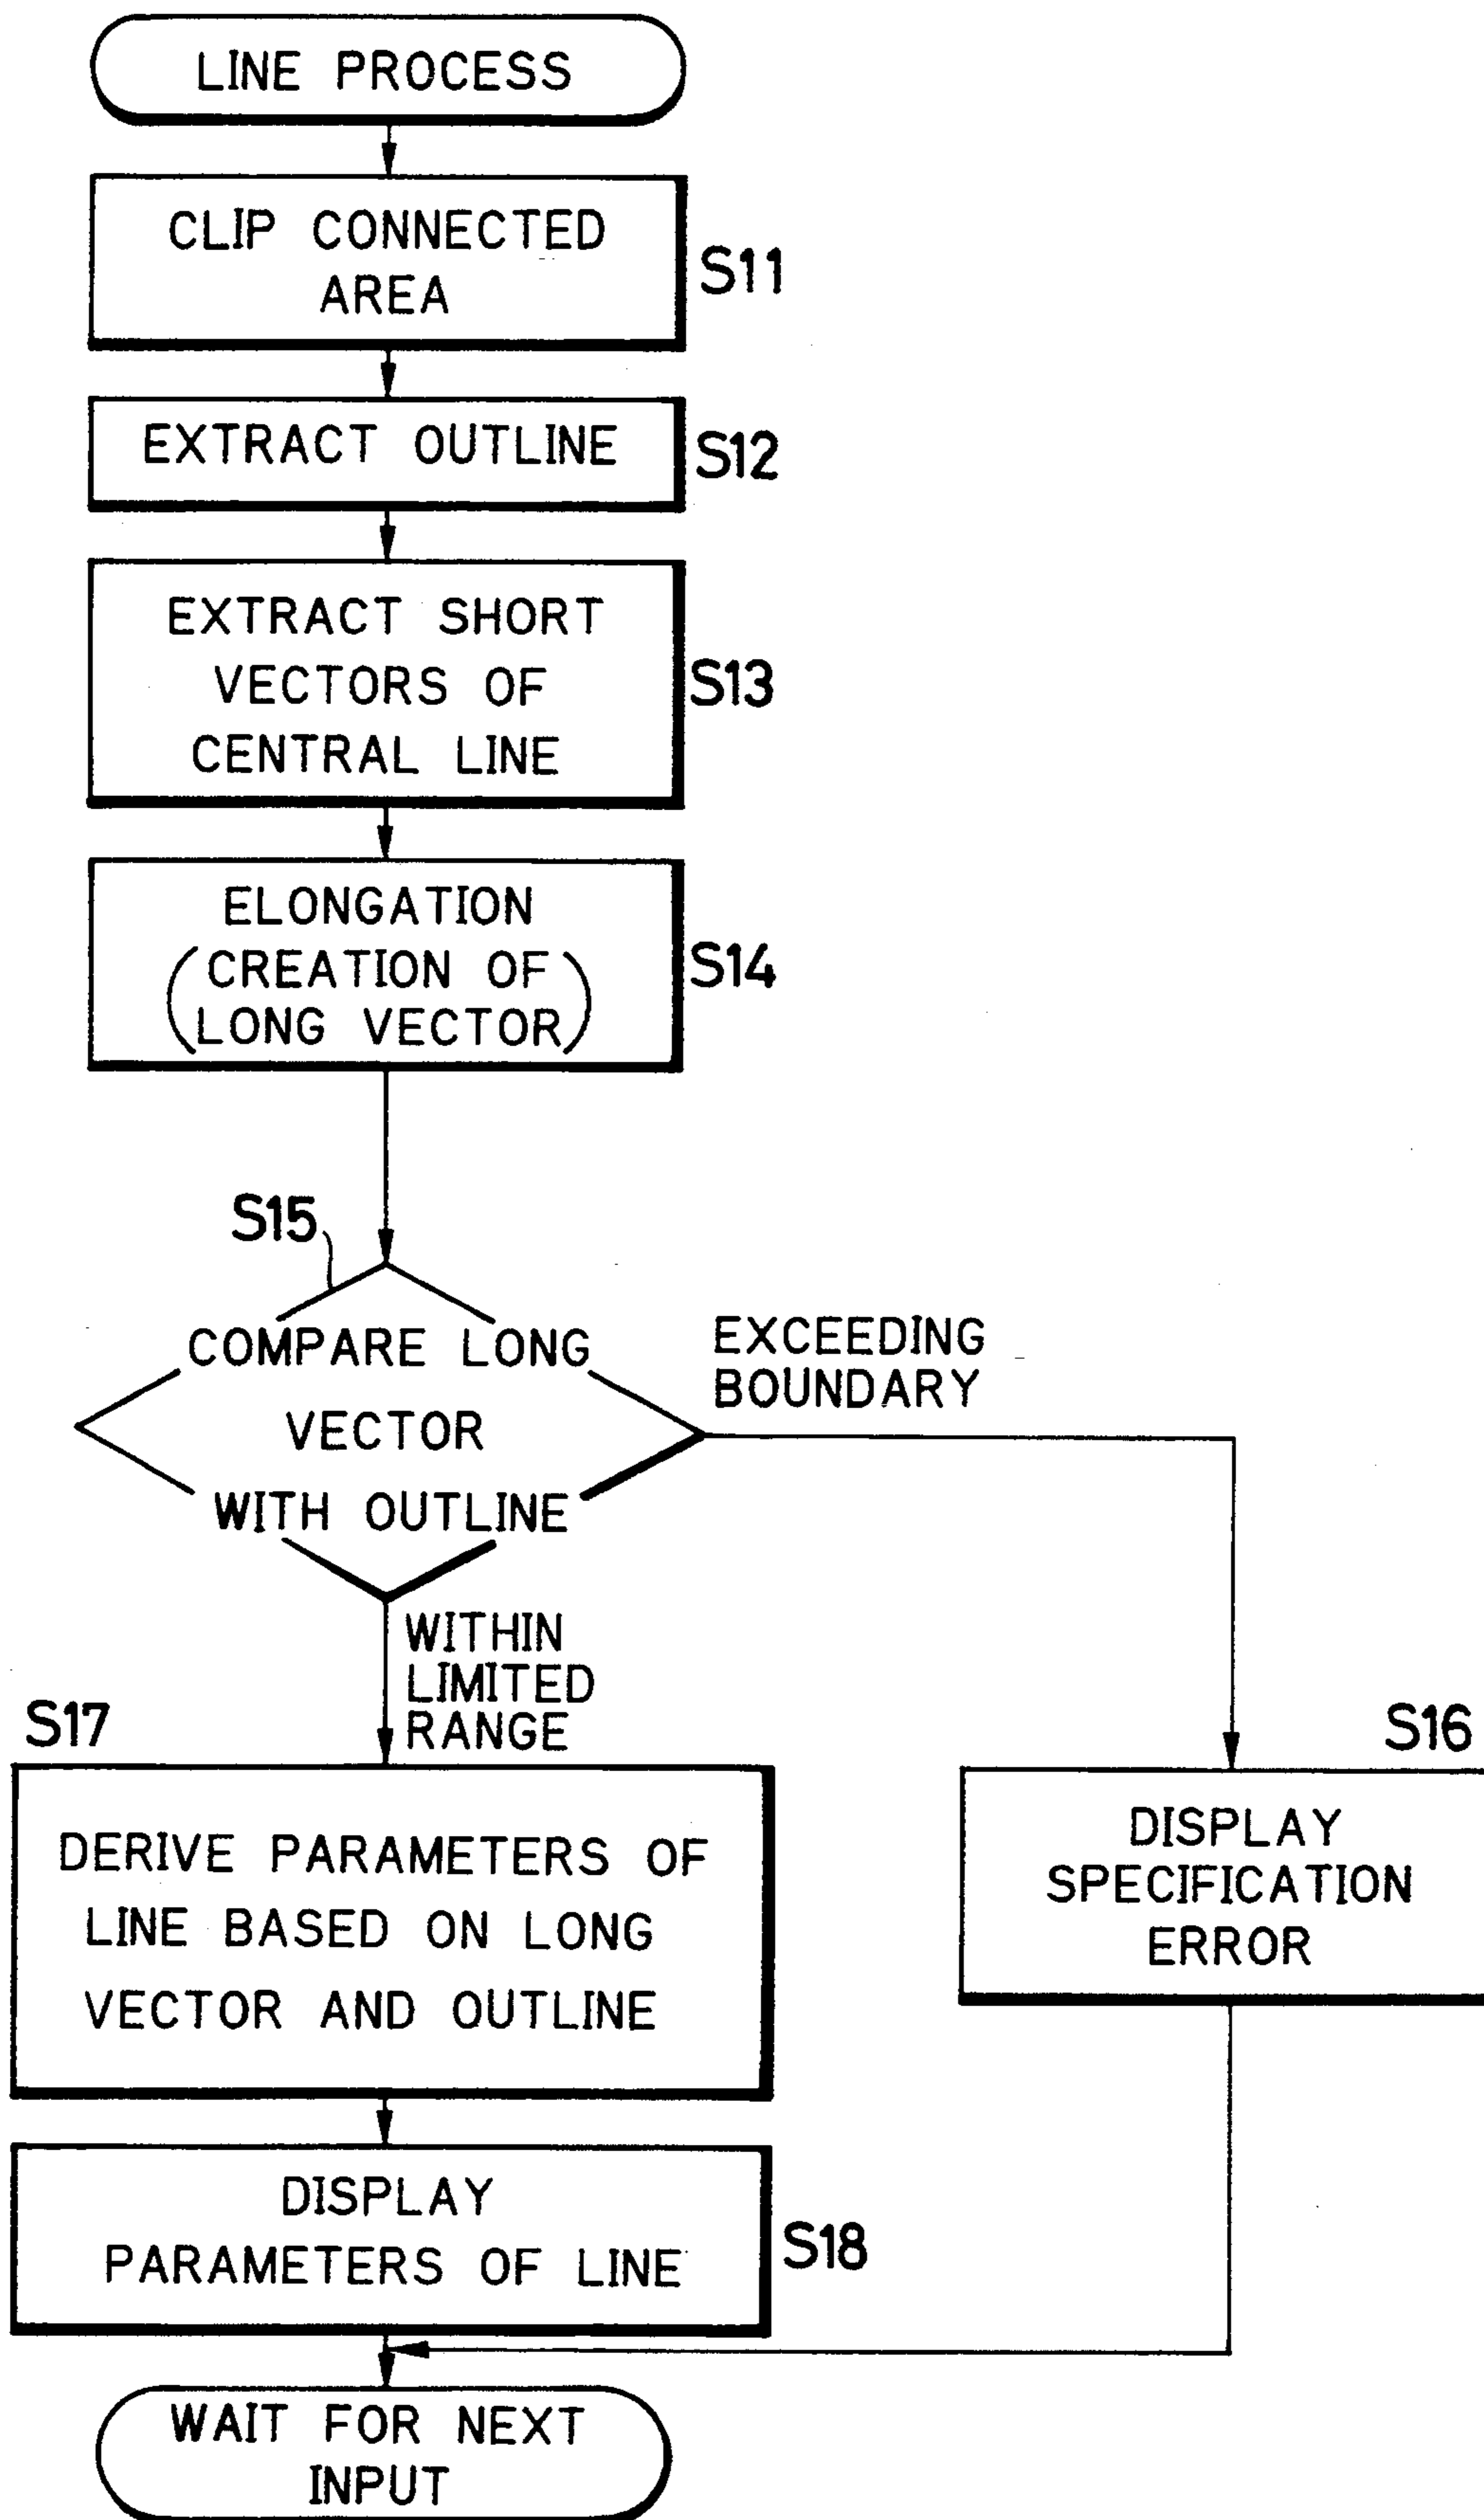 LINE PROCESS
CLIP CONNECTED
AREA
S11
EXTRACT OUTLINE
S12
EXTRACT SHORT
VECTORS OF
CENTRAL LINE
S13
ELONGATION
(CREATION OF
LONG VECTOR)
S14
S15
COMPARE LONG
VECTOR
WITH OUTLINE
EXCEEDING
BOUNDARY
WITHIN
LIMITED
RANGE
S17
DERIVE PARAMETERS OF
LINE BASED ON LONG
VECTOR AND OUTLINE
S16
DISPLAY
SPECIFICATION
ERROR
DISPLAY
PARAMETERS OF LINE
S18
WAIT FOR NEXT
INPUT